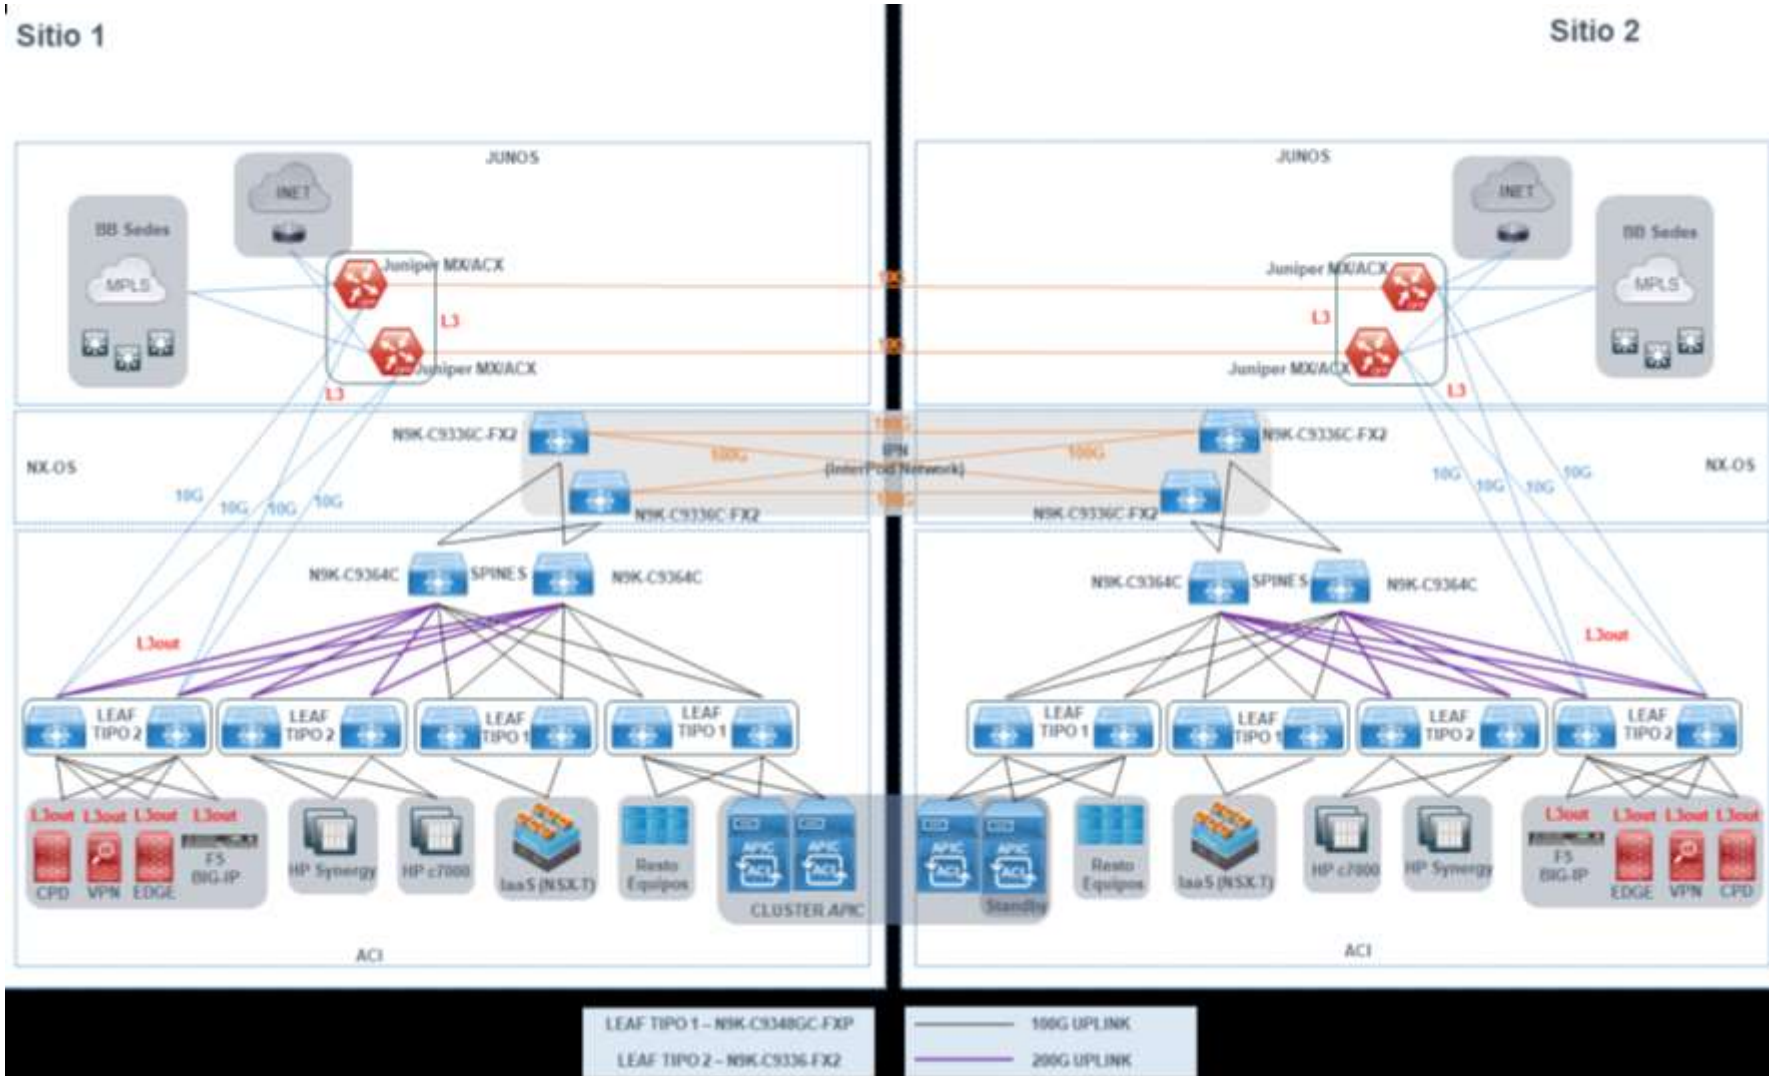 Sitio 1
Sitio 2
JUNOS
JUNOS
INET
INET
BB Sedes
BB Sedes
MPLS
MPLS
Juniper MX/ACX
Juniper MX/ACX
10G
L3
L3
10G
Juniper MX/ACX
Juniper MX/ACX
L3
L3
N9K-C9336C-FX2
100G
N9K-C9336C-FX2
NX-OS
100G
IPN
100G
NX-OS
(InterPod Network)
10G
10G
10G
10G
100G
10G
10G
10G
10G
N9K-C9336C-FX2
N9K-C9336C-FX2
N9K-C9364C
SPINES
N9K-C9364C
N9K-C9364C
SPINES
N9K-C9364C
L3out
L3out
LEAF
TIPO 2
LEAF
TIPO 2
LEAF
TIPO 1
LEAF
TIPO 1
LEAF
TIPO 1
LEAF
TIPO 1
LEAF
TIPO 2
LEAF
TIPO 2
L3out
L3out
L3out
L3out
CPD
VPN
EDGE
F5
BIG-IP
HP Synergy
HP c7000
IaaS (NSX-T)
Resto
Equipos
APIC
ACI
APIC
ACI
CLUSTER APIC
APIC
ACI
APIC
ACI
Standby
Resto
Equipos
IaaS (NSX-T)
HP c7000
HP Synergy
L3out
L3out
L3out
L3out
F5
BIG-IP
EDGE
VPN
CPD
ACI
ACI
LEAF TIPO 1 – N9K-C9348GC-FXP
LEAF TIPO 2 – N9K-C9336-FX2
100G UPLINK
200G UPLINK